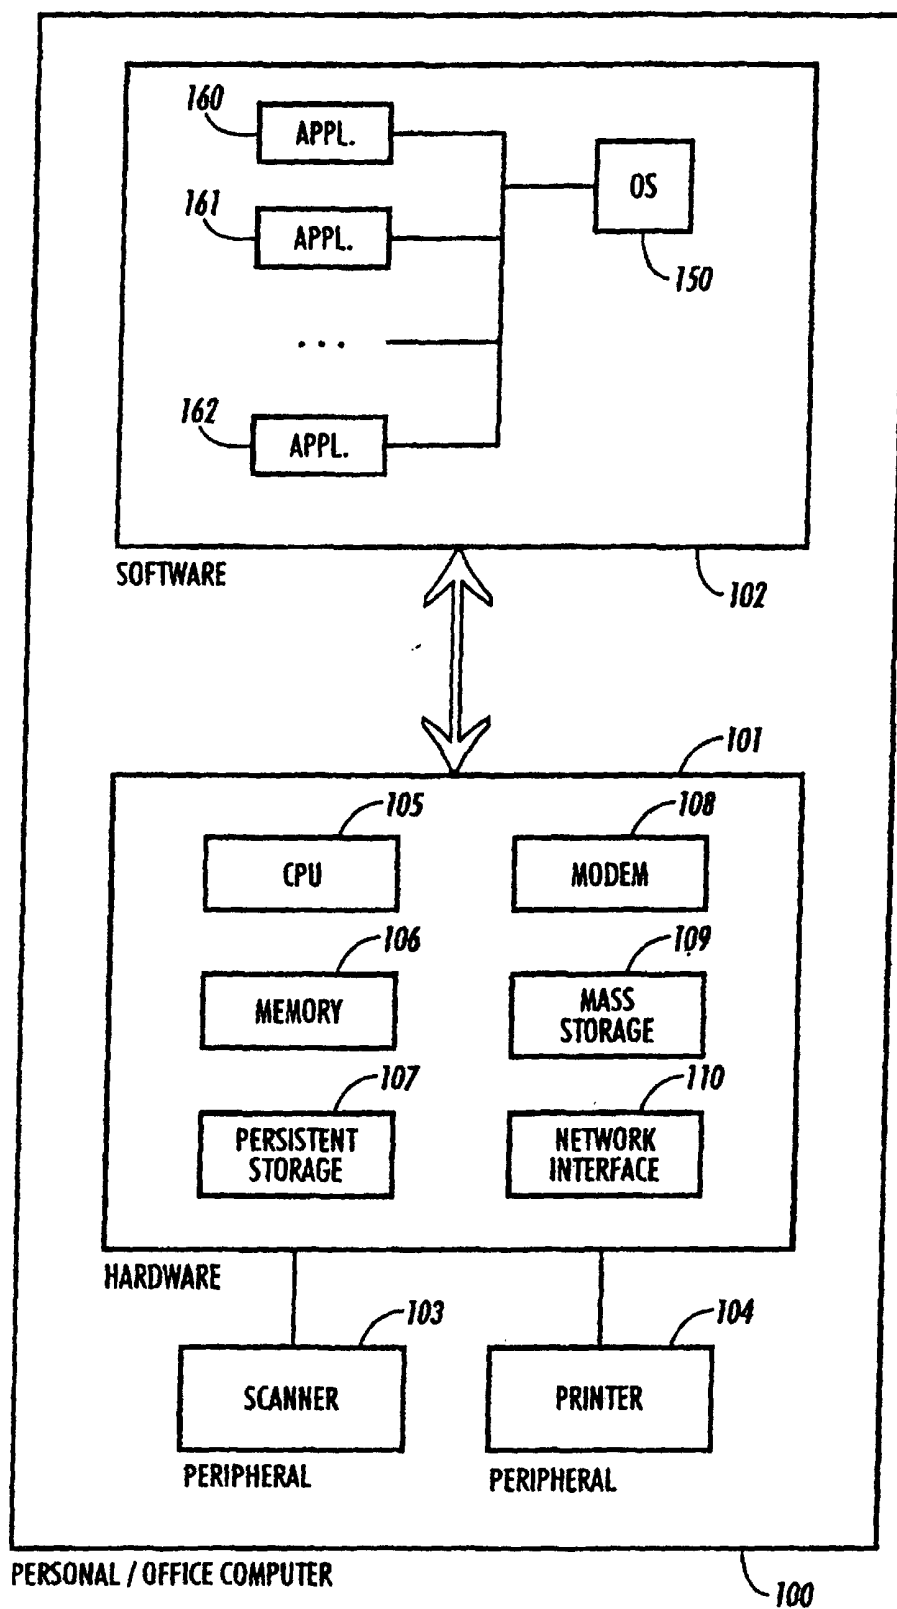 160
APPL.
OS
161
APPL.
150
...
162
APPL.
SOFTWARE
102
101
105
108
CPU
MODEM
106
109
MEMORY
MASS
STORAGE
107
110
PERSISTENT
STORAGE
NETWORK
INTERFACE
HARDWARE
103
104
SCANNER
PRINTER
PERIPHERAL
PERIPHERAL
PERSONAL / OFFICE COMPUTER
100